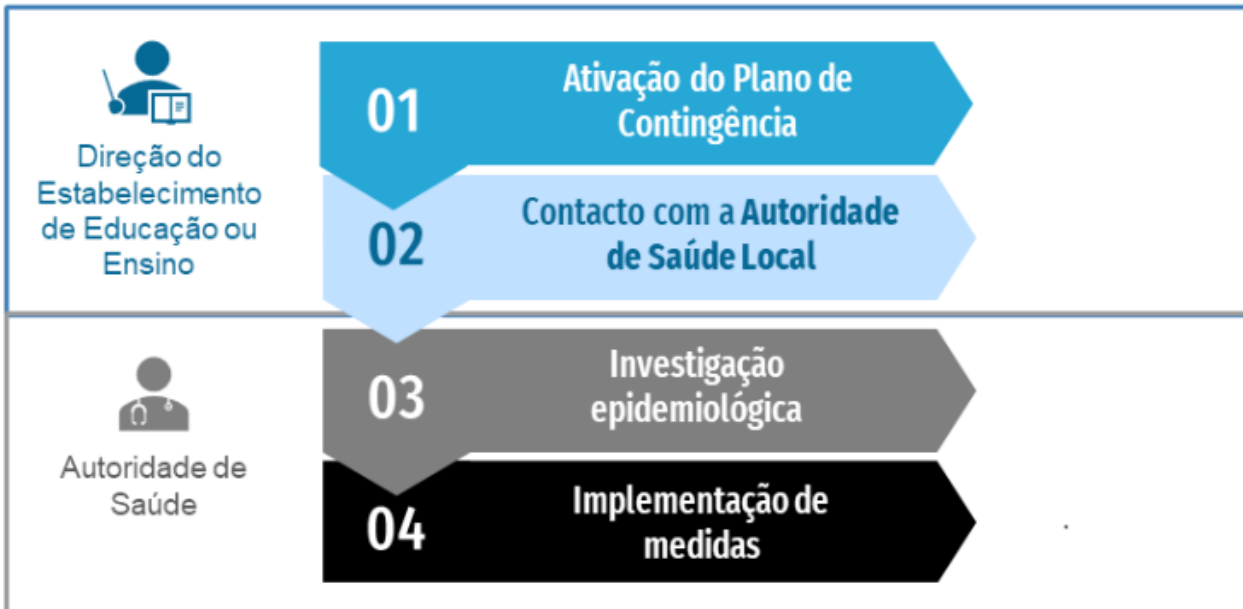 Direção do
Estabelecimento
de Educação ou
Ensino
01
Ativação do Plano de
Contingência
02
Contacto com a Autoridade
de Saúde Local
Autoridade de
Saúde
03
Investigação
epidemiológica
04
Implementação de
medidas